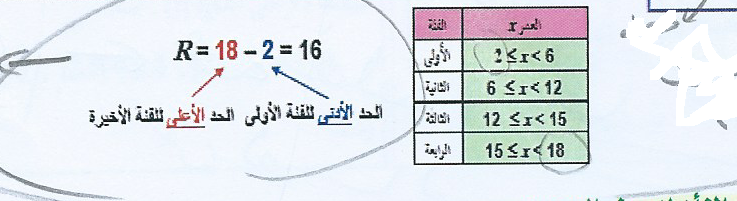 الفئة العمر x
الأولى 2 ≤ x < 6
الثانية 6 ≤ x < 12
الثالثة 12 ≤ x < 15
الرابعة 15 ≤ x < 18
R = 18 – 2 = 16
الحد الأدنى للفئة الأولى الحد الأعلى للفئة الأخيرة